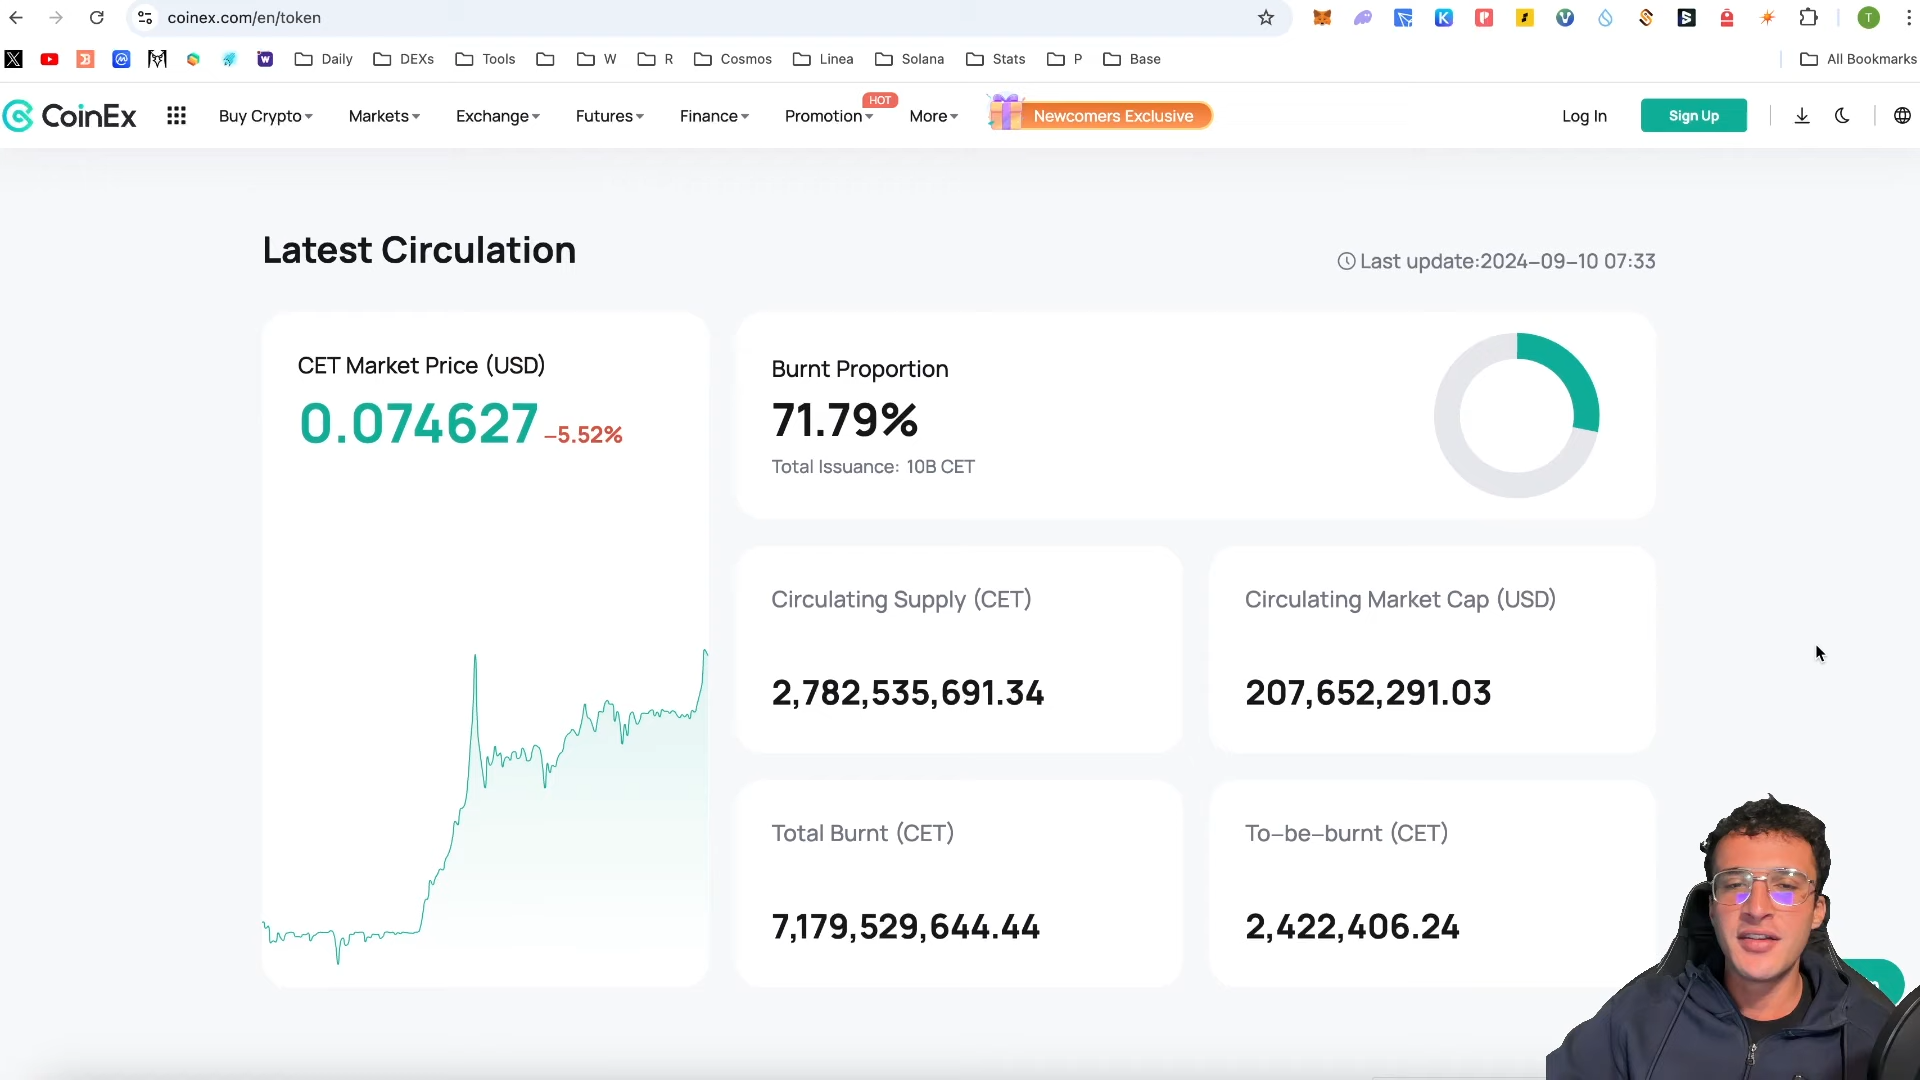 coinex.com/en/token
T
Daily
DEXs
Tools
W
R
Cosmos
Linea
Solana
Stats
P
Base
All Bookmarks
CoinEx
Buy Crypto
Markets
Exchange
Futures
Finance
Promotion
HOT
More
Newcomers Exclusive
Log In
Sign Up
Latest Circulation
Last update:2024–09–10 07:33
CET Market Price (USD)
0.074627 –5.52%
Burnt Proportion
71.79%
Total Issuance: 10B CET
Circulating Supply (CET)
2,782,535,691.34
Circulating Market Cap (USD)
207,652,291.03
Total Burnt (CET)
7,179,529,644.44
To–be–burnt (CET)
2,422,406.24